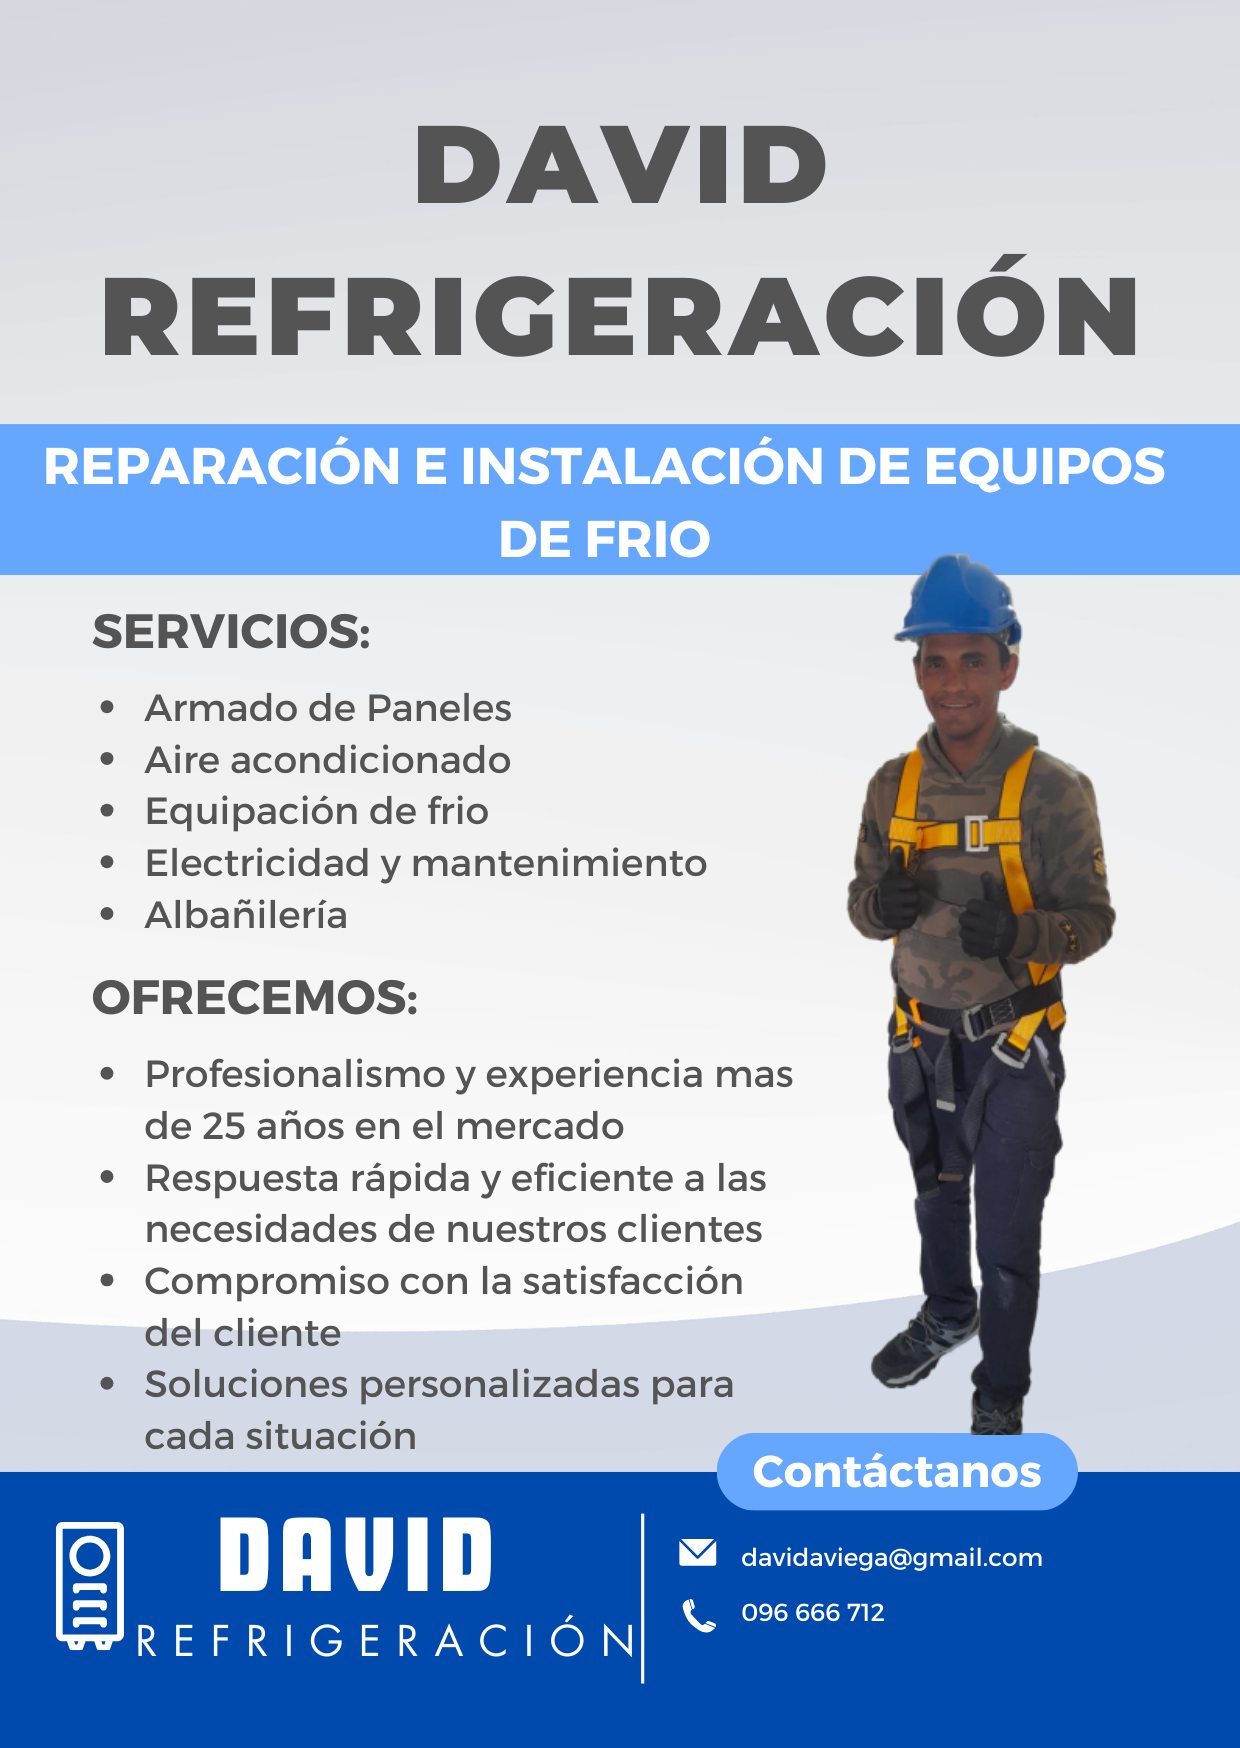 DAVID
REFRIGERACIÓN
REPARACIÓN E INSTALACIÓN DE EQUIPOS
DE FRIO
SERVICIOS:
• Armado de Paneles
• Aire acondicionado
• Equipación de frio
• Electricidad y mantenimiento
• Albañilería
OFRECEMOS:
• Profesionalismo y experiencia mas
de 25 años en el mercado
• Respuesta rápida y eficiente a las
necesidades de nuestros clientes
• Compromiso con la satisfacción
del cliente
• Soluciones personalizadas para
cada situación
Contáctanos
DAVID
REFRIGERACIÓN
davidaviega@gmail.com
096 666 712